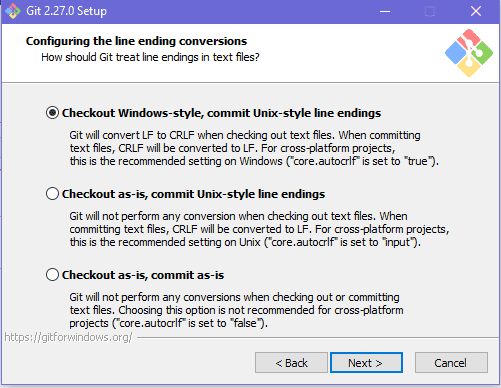 Git 2.27.0 Setup
Configuring the line ending conversions
How should Git treat line endings in text files?
Checkout Windows-style, commit Unix-style line endings
Git will convert LF to CRLF when checking out text files. When committing
text files, CRLF will be converted to LF. For cross-platform projects,
this is the recommended setting on Windows ("core.autocrlf" is set to "true").
Checkout as-is, commit Unix-style line endings
Git will not perform any conversion when checking out text files. When
committing text files, CRLF will be converted to LF. For cross-platform projects,
this is the recommended setting on Unix ("core.autocrlf" is set to "input").
Checkout as-is, commit as-is
Git will not perform any conversions when checking out or committing
text files. Choosing this option is not recommended for cross-platform
projects ("core.autocrlf" is set to "false").
https://gitforwindows.org/
< Back
Next >
Cancel